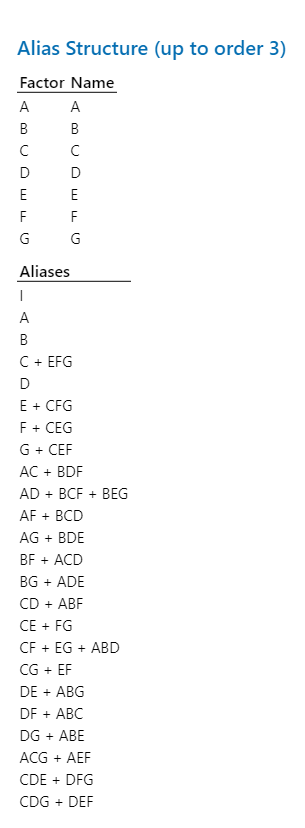 Alias Structure (up to order 3)
Factor Name
A A
B B
C C
D D
E E
F F
G G
Aliases
I
A
B
C + EFG
D
E + CFG
F + CEG
G + CEF
AC + BDF
AD + BCF + BEG
AF + BCD
AG + BDE
BF + ACD
BG + ADE
CD + ABF
CE + FG
CF + EG + ABD
CG + EF
DE + ABG
DF + ABC
DG + ABE
ACG + AEF
CDE + DFG
CDG + DEF